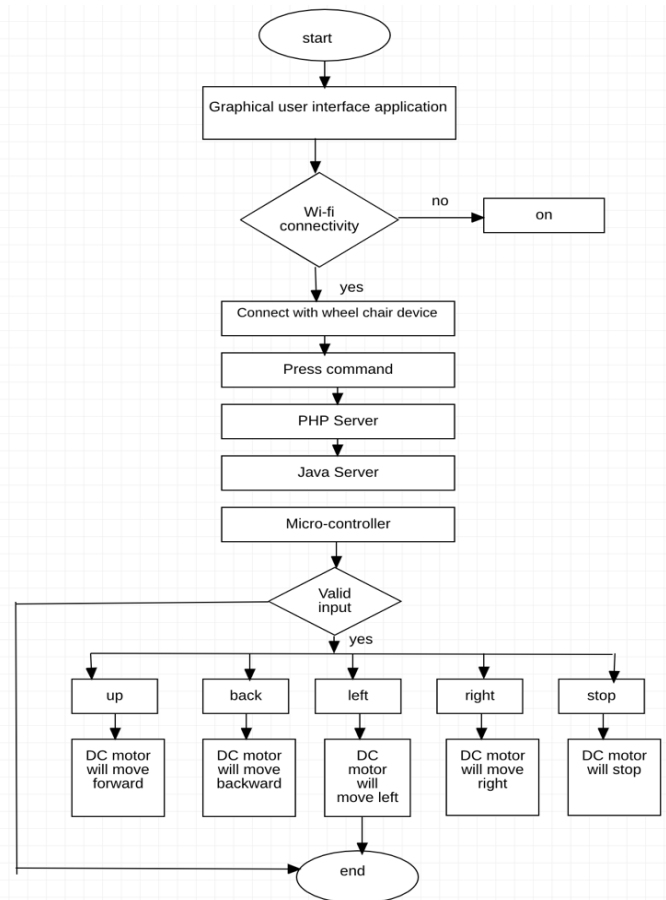 start
Graphical user interface application
Wi-fi
connectivity
no
on
yes
Connect with wheel chair device
Press command
PHP Server
Java Server
Micro-controller
Valid
input
yes
up
back
left
right
stop
DC motor
will move
forward
DC motor
will move
backward
DC
motor
will
move left
DC motor
will move
right
DC motor
will stop
end